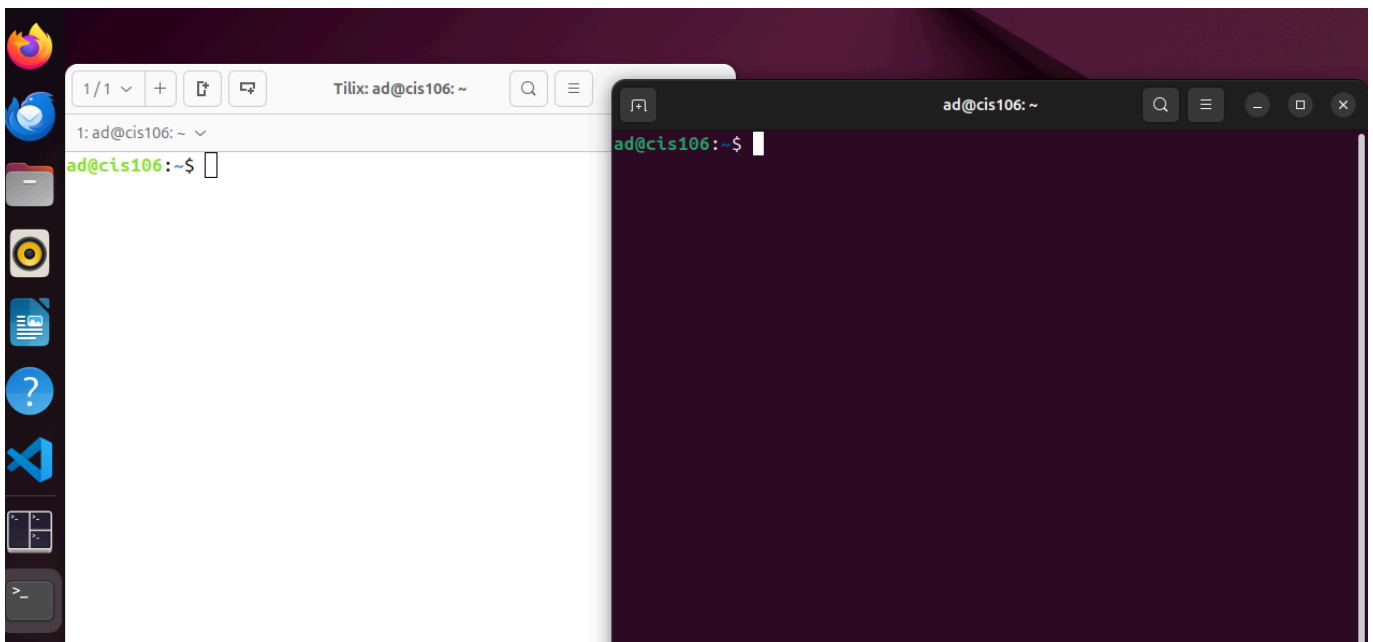 1 / 1
Tilix: ad@cis106: ~
1: ad@cis106: ~
ad@cis106:~$
ad@cis106: ~
ad@cis106:~$
?
>_